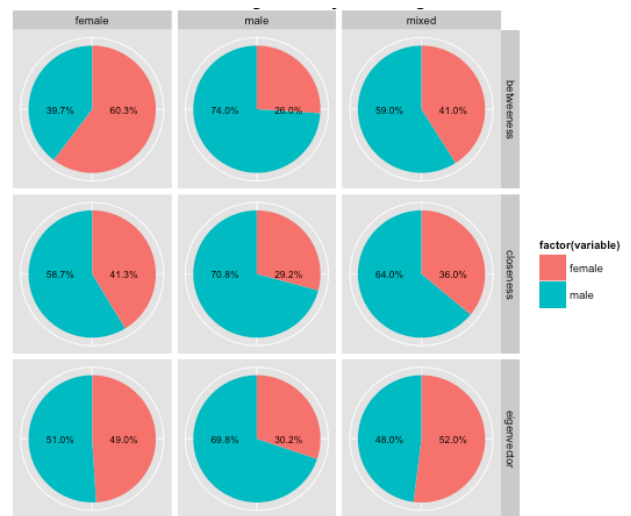 female male mixed
39.7% 60.3% 74.0% 26.0% 59.0% 41.0% betweeness
58.7% 41.3% 70.8% 29.2% 64.0% 36.0% closeness
factor(variable)
female
male
51.0% 49.0% 69.8% 30.2% 48.0% 52.0% eigenvector